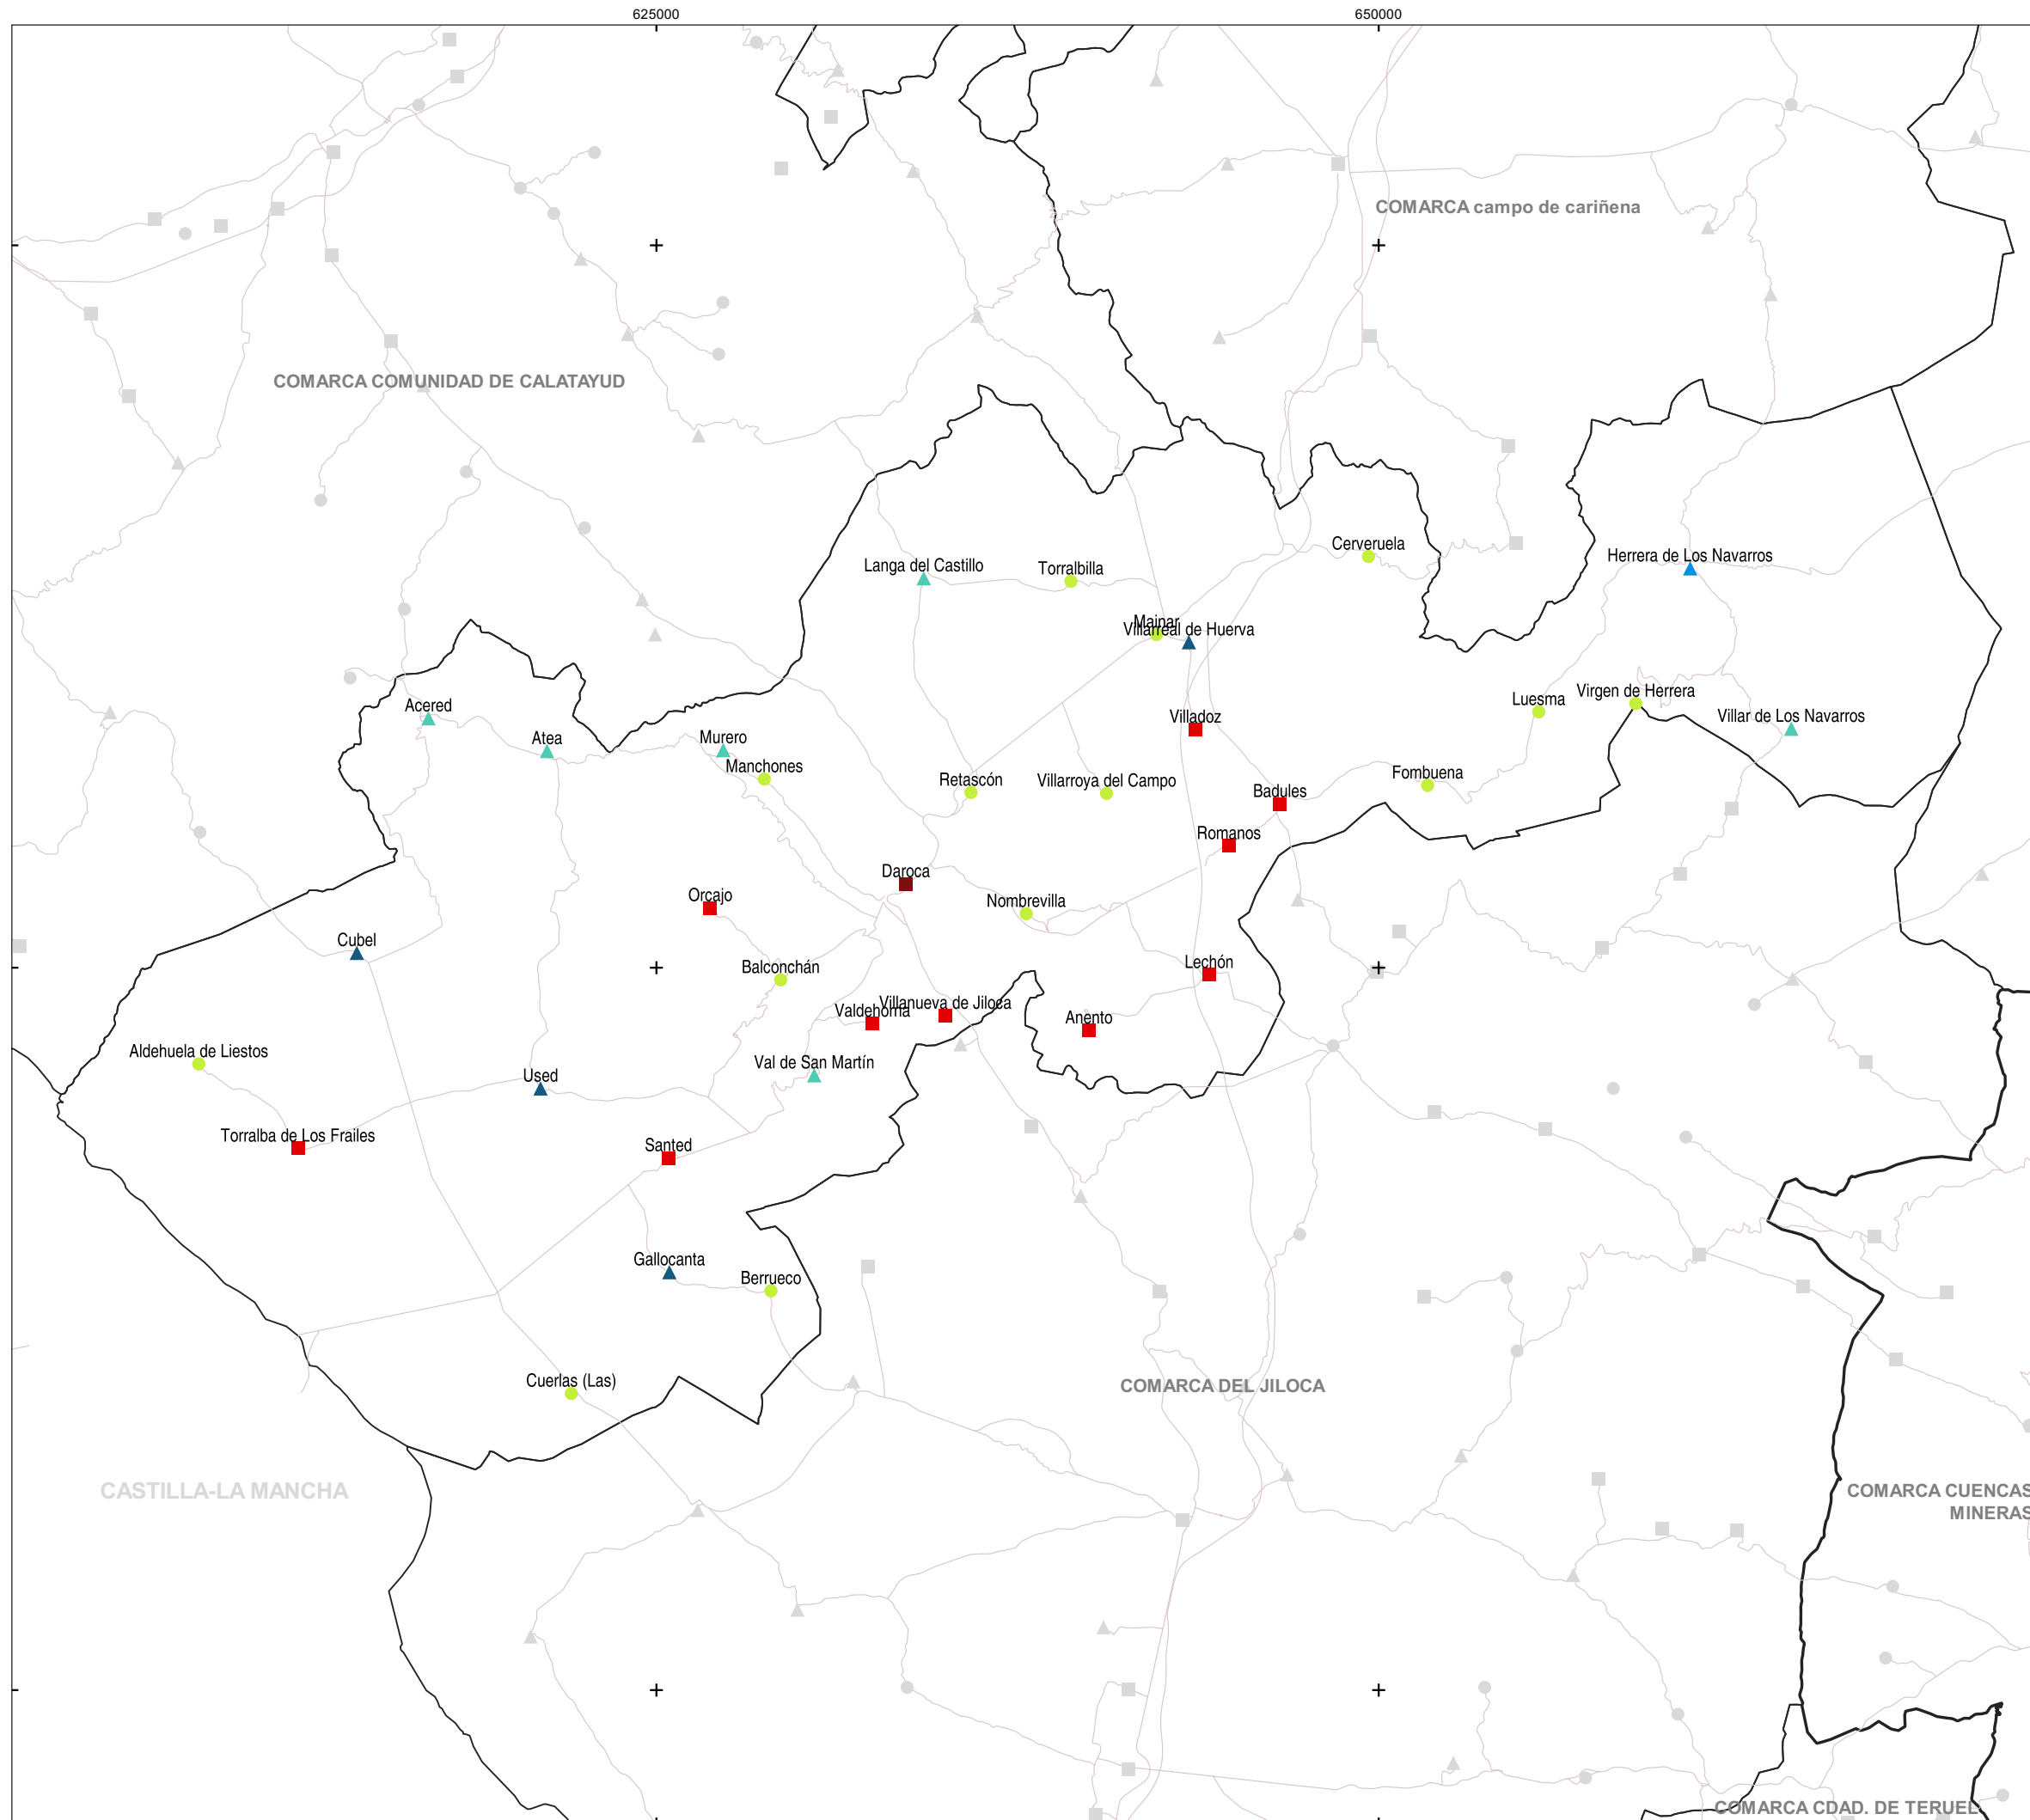 625000
650000
COMARCA campo de cariñena
COMARCA COMUNIDAD DE CALATAYUD
Cerveruela
Herrera de Los Navarros
Langa del Castillo
Torralbilla
Mainar
Villarreal de Huerva
Acered
Luesma
Virgen de Herrera
Villadoz
Villar de Los Navarros
Atea
Murero
Manchones
Retascón
Villarroya del Campo
Fombuena
Badules
Romanos
Daroca
Orcajo
Nombrevilla
Cubel
Balconchán
Lechón
Villanueva de Jiloca
Valdehorna
Anento
Aldehuela de Liestos
Val de San Martín
Used
Torralba de Los Frailes
Santed
Gallocanta
Berrueco
Cuerlas (Las)
COMARCA DEL JILOCA
CASTILLA-LA MANCHA
COMARCA CUENCAS
MINERAS
COMARCA CDAD. DE TERUEL